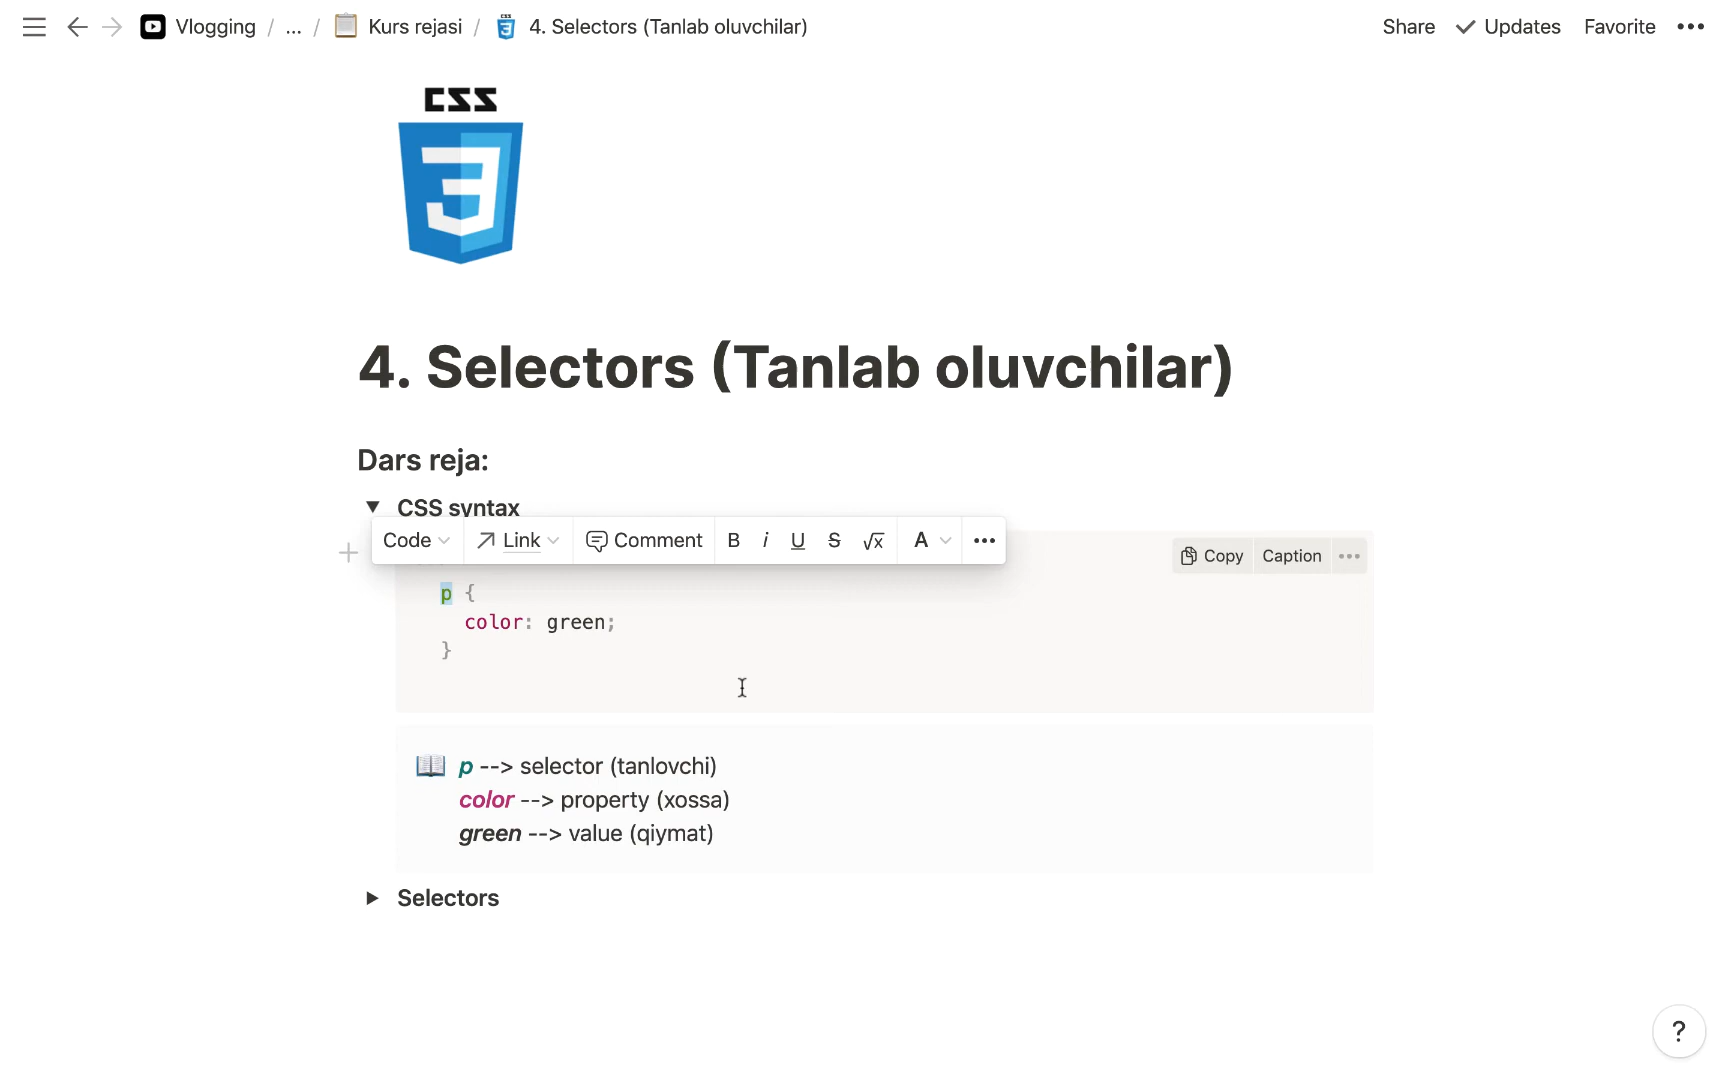 Vlogging / ... / Kurs rejasi / 4. Selectors (Tanlab oluvchilar)
Share Updates Favorite •••
CSS
3
4. Selectors (Tanlab oluvchilar)
Dars reja:
CSS syntax
Code Link Comment B i U S √x A •••
Copy Caption •••
p {
color: green;
}
p --> selector (tanlovchi)
color --> property (xossa)
green --> value (qiymat)
Selectors
?